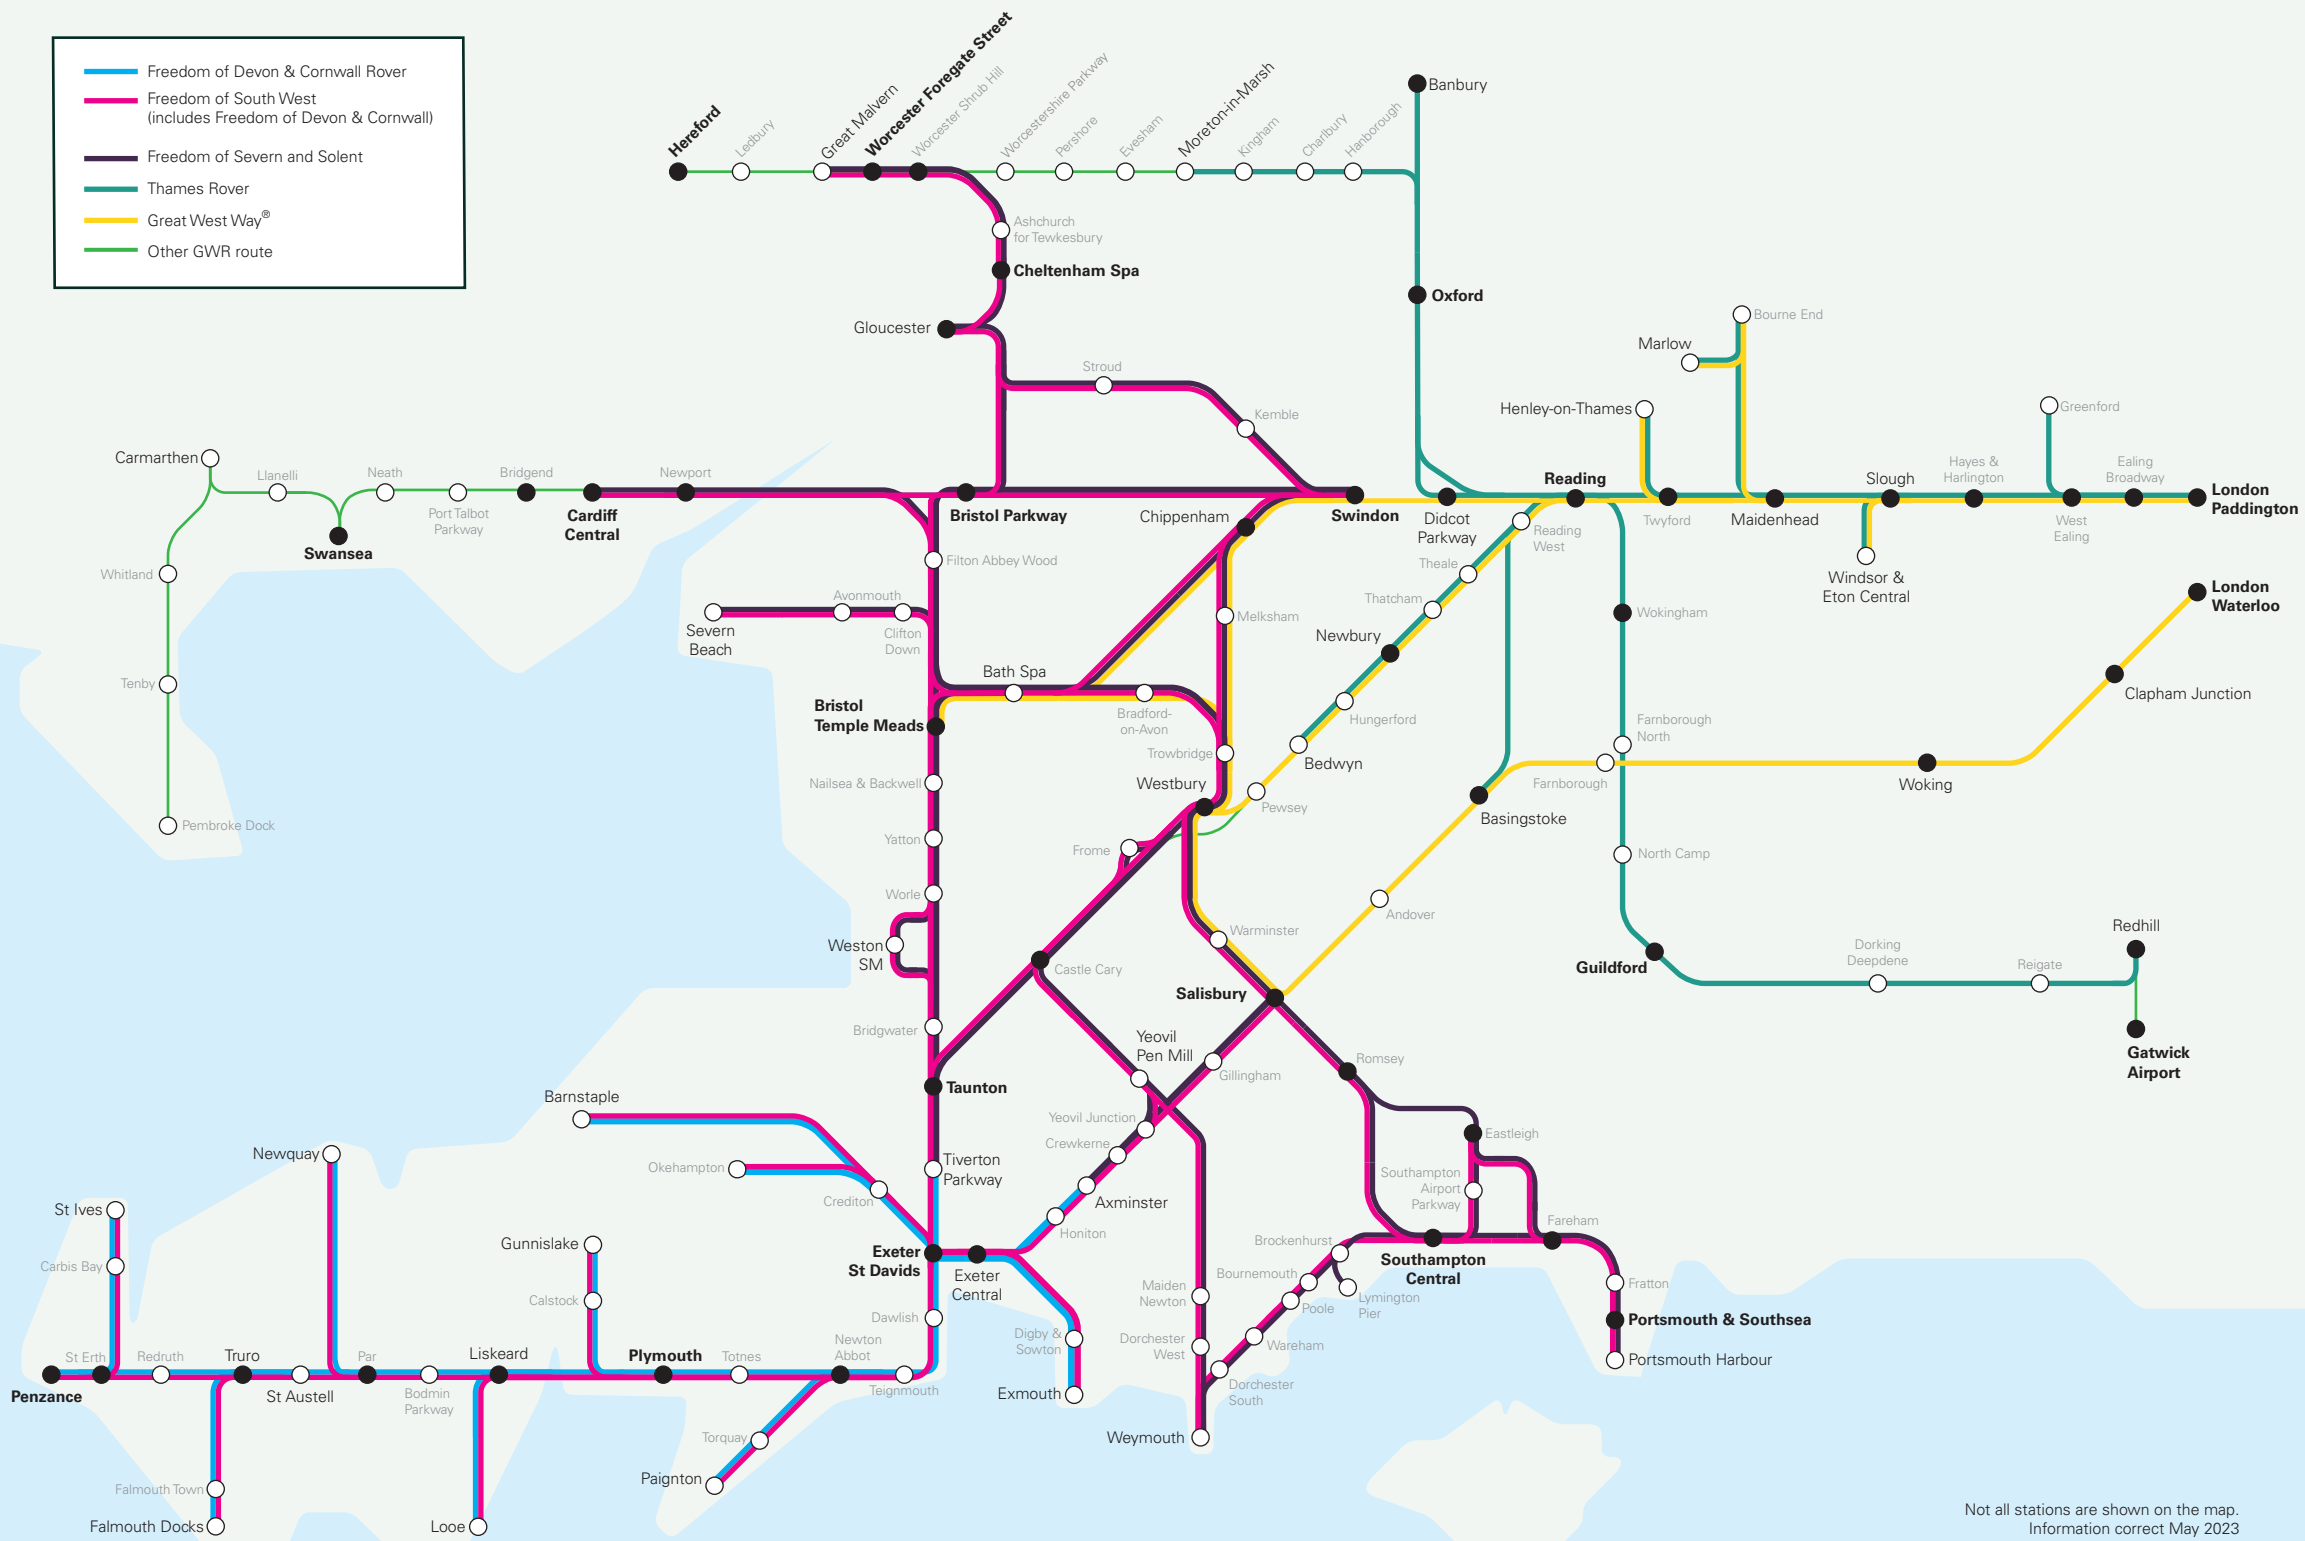 Freedom of Devon & Cornwall Rover
Freedom of South West
(includes Freedom of Devon & Cornwall)
Freedom of Severn and Solent
Thames Rover
Great West Way®
Other GWR route
Hereford
Ledbury
Great Malvern
Worcester Foregate Street
Worcester Shrub Hill
Worcestershire Parkway
Pershore
Evesham
Moreton-in-Marsh
Kingham
Charlbury
Hanborough
Banbury
Ashchurch
for Tewkesbury
Cheltenham Spa
Oxford
Gloucester
Bourne End
Marlow
Stroud
Kemble
Henley-on-Thames
Greenford
Carmarthen
Llanelli
Neath
Port Talbot
Parkway
Bridgend
Newport
Cardiff
Central
Swansea
Bristol Parkway
Chippenham
Swindon
Didcot
Parkway
Reading
Reading
West
Twyford
Maidenhead
Slough
Hayes &
Harlington
West
Ealing
Ealing
Broadway
London
Paddington
Whitland
Filton Abbey Wood
Theale
Thatcham
Windsor &
Eton Central
London
Waterloo
Avonmouth
Severn
Beach
Clifton
Down
Melksham
Newbury
Wokingham
Tenby
Bath Spa
Bradford-
on-Avon
Hungerford
Clapham Junction
Bristol
Temple Meads
Trowbridge
Bedwyn
Farnborough
North
Nailsea & Backwell
Westbury
Pewsey
Farnborough
Woking
Basingstoke
Pembroke Dock
Yatton
Frome
North Camp
Worle
Andover
Weston
SM
Warminster
Castle Cary
Salisbury
Guildford
Dorking
Deepdene
Reigate
Redhill
Gatwick
Airport
Bridgwater
Yeovil
Pen Mill
Gillingham
Romsey
Taunton
Barnstaple
Yeovil Junction
Crewkerne
Eastleigh
Newquay
Okehampton
Crediton
Tiverton
Parkway
Axminster
Southampton
Airport
Parkway
St Ives
Honiton
Fareham
Gunnislake
Exeter
St Davids
Exeter
Central
Brockenhurst
Southampton
Central
Carbis Bay
Calstock
Bournemouth
Lymington
Pier
Fratton
Maiden
Newton
Poole
Dawlish
Portsmouth & Southsea
Digby &
Sowton
Dorchester
West
Wareham
St Erth
Redruth
Truro
St Austell
Par
Bodmin
Parkway
Liskeard
Plymouth
Totnes
Newton
Abbot
Teignmouth
Portsmouth Harbour
Penzance
Exmouth
Dorchester
South
Torquay
Weymouth
Paignton
Falmouth Town
Falmouth Docks
Looe
Not all stations are shown on the map.
Information correct May 2023